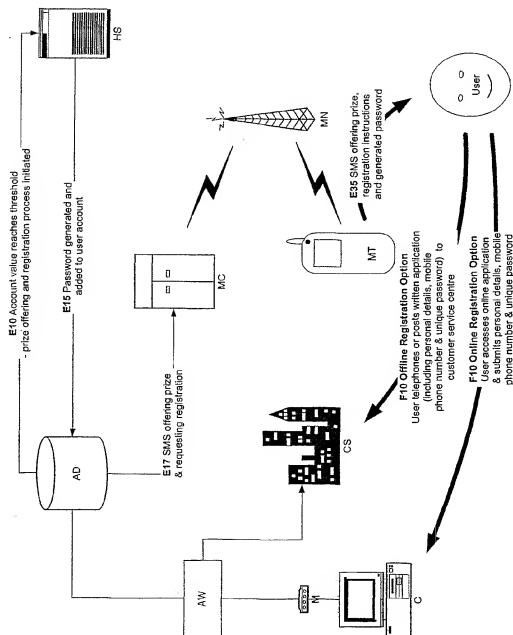 E10 Account value reaches threshold
- prize offering and registration process initiated
HS
E15 Password generated and
added to user account
AD
E17 SMS offering prize
& requesting registration
MC
MN
E35 SMS offering prize,
registration instructions
and generated password
MT
User
AW
CS
F10 Offline Registration Option
User telephones or posts written application
(including personal details, mobile
phone number & unique password) to
customer service centre
M
C
F10 Online Registration Option
User accesses online application
& submits personal details, mobile
phone number & unique password